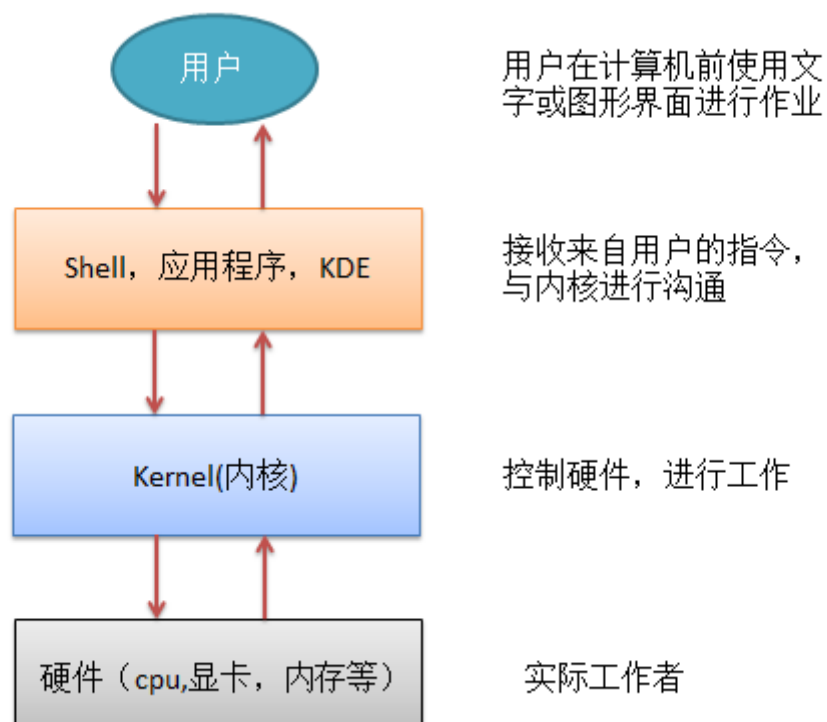 用户
用户在计算机前使用文
字或图形界面进行作业
Shell，应用程序，KDE
接收来自用户的指令，
与内核进行沟通
Kernel(内核)
控制硬件，进行工作
硬件（cpu,显卡，内存等）
实际工作者